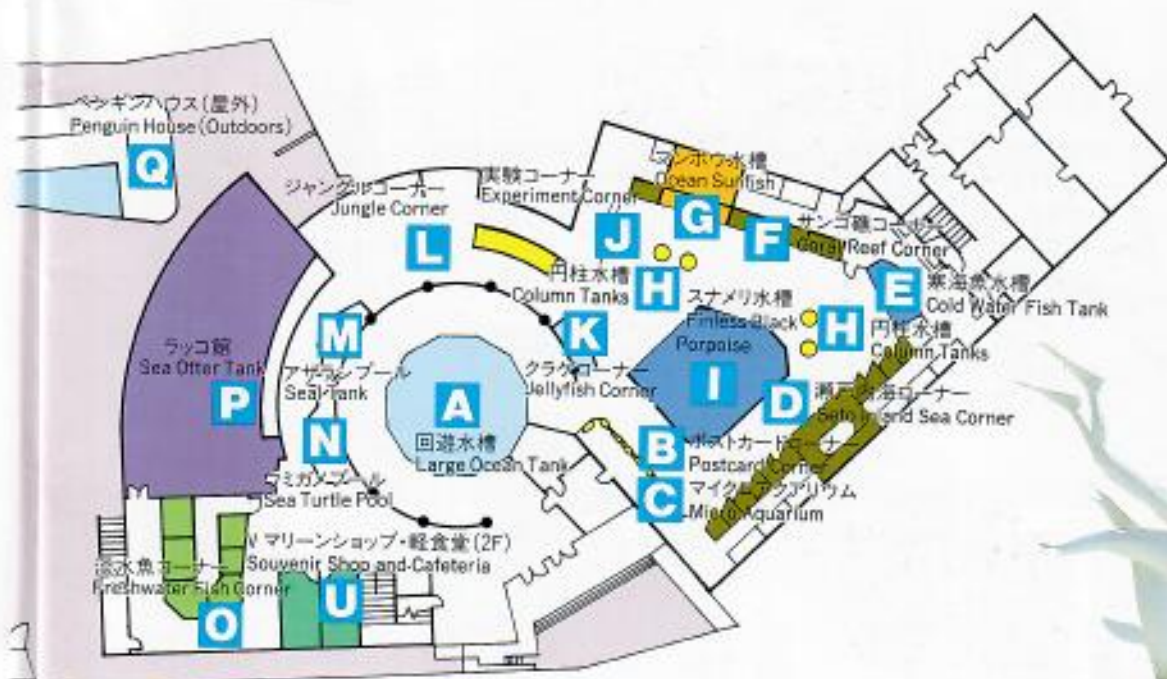 ペンギンハウス(屋外)
Penguin House (Outdoors)
Q
ジャングルコーナー
Jungle Corner
L
実験コーナー
Experiment Corner
J
マンボウ水槽
Ocean Sunfish
G
F
サンゴ礁コーナー
Coral Reef Corner
E
寒海魚水槽
Cold Water Fish Tank
円柱水槽
Column Tanks
H
スナメリ水槽
Finless Black
Porpoise
I
H
円柱水槽
Column Tanks
M
アザラシプール
Seal Tank
K
クラゲコーナー
Jellyfish Corner
ラッコ館
Sea Otter Tank
P
A
回遊水槽
Large Ocean Tank
D
瀬戸内海コーナー
Seto Inland Sea Corner
B
ポストカードコーナー
Postcard Corner
C
マイクロアクアリウム
Micro Aquarium
N
ウミガメプール
Sea Turtle Pool
V マリーンショップ・軽食堂(2F)
Souvenir Shop and Cafeteria
U
淡水魚コーナー
Freshwater Fish Corner
O